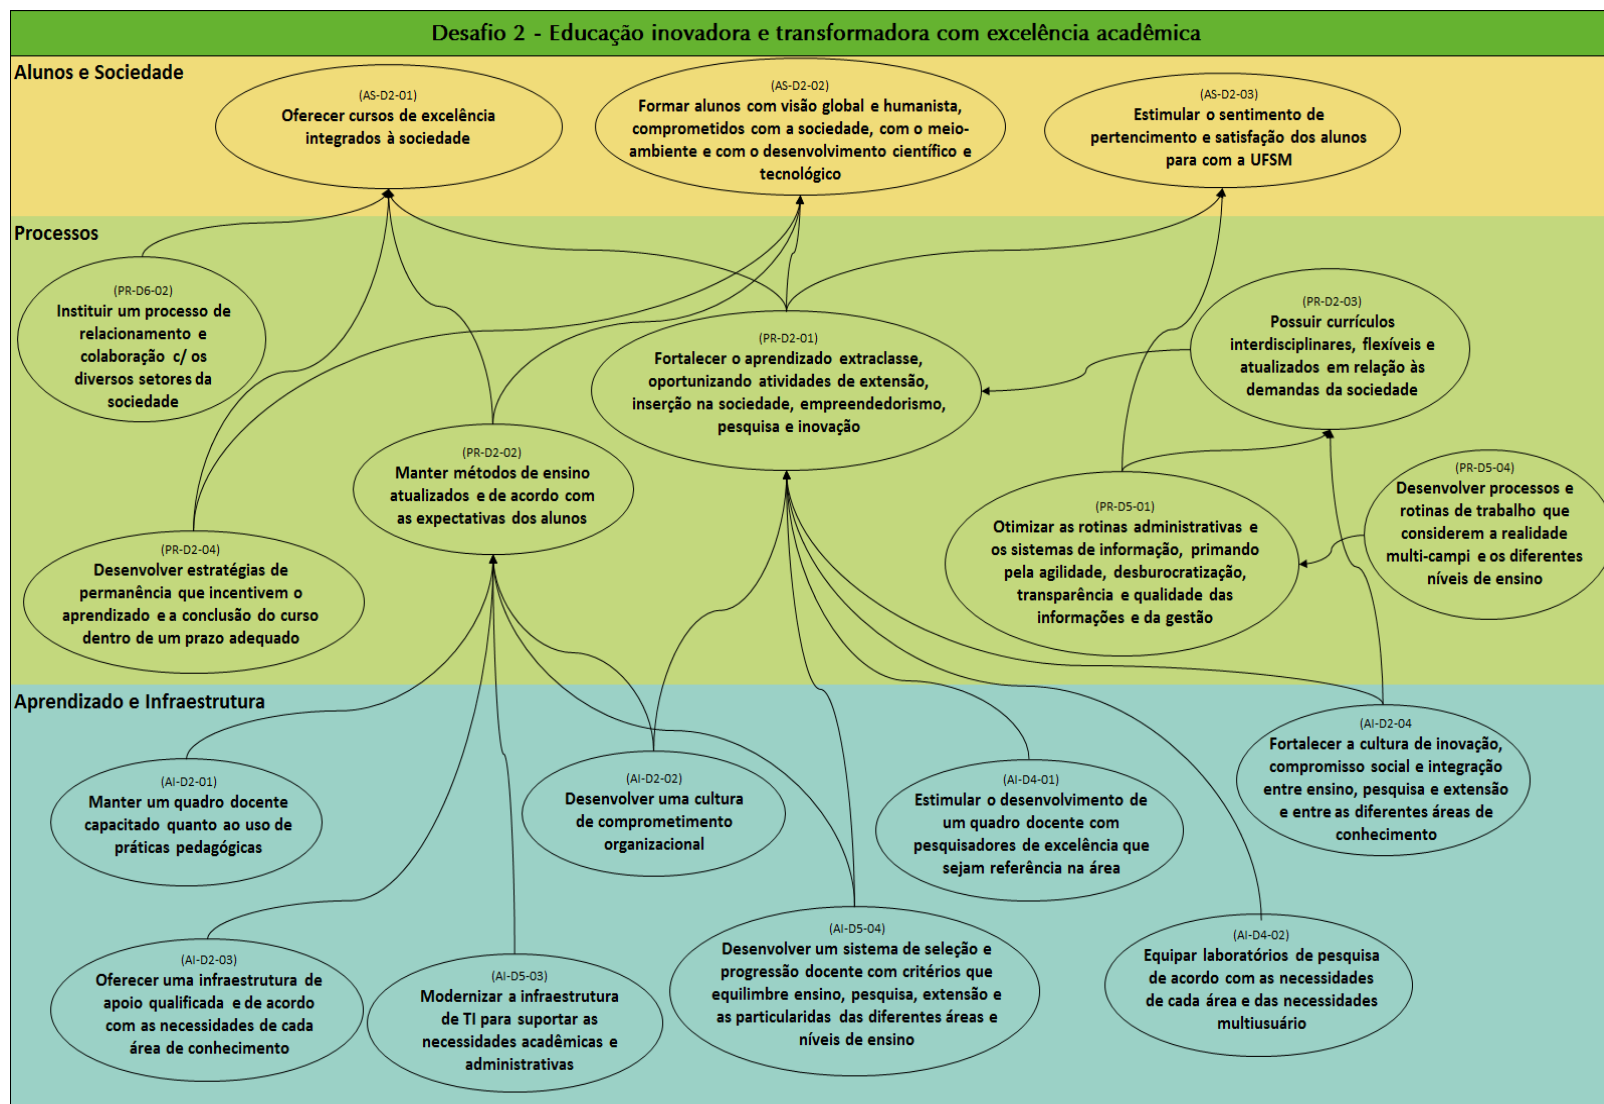 Desafio 2 - Educação inovadora e transformadora com excelência acadêmica
Alunos e Sociedade
(AS-D2-01)
Oferecer cursos de excelência
integrados à sociedade
(AS-D2-02)
Formar alunos com visão global e humanista,
comprometidos com a sociedade, com o meio-
ambiente e com o desenvolvimento científico e
tecnológico
(AS-D2-03)
Estimular o sentimento de
pertencimento e satisfação dos alunos
para com a UFSM
Processos
(PR-D6-02)
Instituir um processo de
relacionamento e
colaboração c/ os
diversos setores da
sociedade
(PR-D2-01)
Fortalecer o aprendizado extraclasse,
oportunizando atividades de extensão,
inserção na sociedade, empreendedorismo,
pesquisa e inovação
(PR-D2-03)
Possuir currículos
interdisciplinares, flexíveis e
atualizados em relação às
demandas da sociedade
(PR-D2-02)
Manter métodos de ensino
atualizados e de acordo com
as expectativas dos alunos
(PR-D5-01)
Otimizar as rotinas administrativas e
os sistemas de informação, primando
pela agilidade, desburocratização,
transparência e qualidade das
informações e da gestão
(PR-D5-04)
Desenvolver processos e
rotinas de trabalho que
considerem a realidade
multi-campi e os diferentes
níveis de ensino
(PR-D2-04)
Desenvolver estratégias de
permanência que incentivem o
aprendizado e a conclusão do curso
dentro de um prazo adequado
Aprendizado e Infraestrutura
(AI-D2-01)
Manter um quadro docente
capacitado quanto ao uso de
práticas pedagógicas
(AI-D2-02)
Desenvolver uma cultura
de comprometimento
organizacional
(AI-D4-01)
Estimular o desenvolvimento de
um quadro docente com
pesquisadores de excelência que
sejam referência na área
(AI-D2-04
Fortalecer a cultura de inovação,
compromisso social e integração
entre ensino, pesquisa e extensão
e entre as diferentes áreas de
conhecimento
(AI-D2-03)
Oferecer uma infraestrutura de
apoio qualificada e de acordo
com as necessidades de cada
área de conhecimento
(AI-D5-03)
Modernizar a infraestrutura
de TI para suportar as
necessidades acadêmicas e
administrativas
(AI-D5-04)
Desenvolver um sistema de seleção e
progressão docente com critérios que
equilimbre ensino, pesquisa, extensão e
as particularidas das diferentes áreas e
níveis de ensino
(AI-D4-02)
Equipar laboratórios de pesquisa
de acordo com as necessidades
de cada área e das necessidades
multiusuário